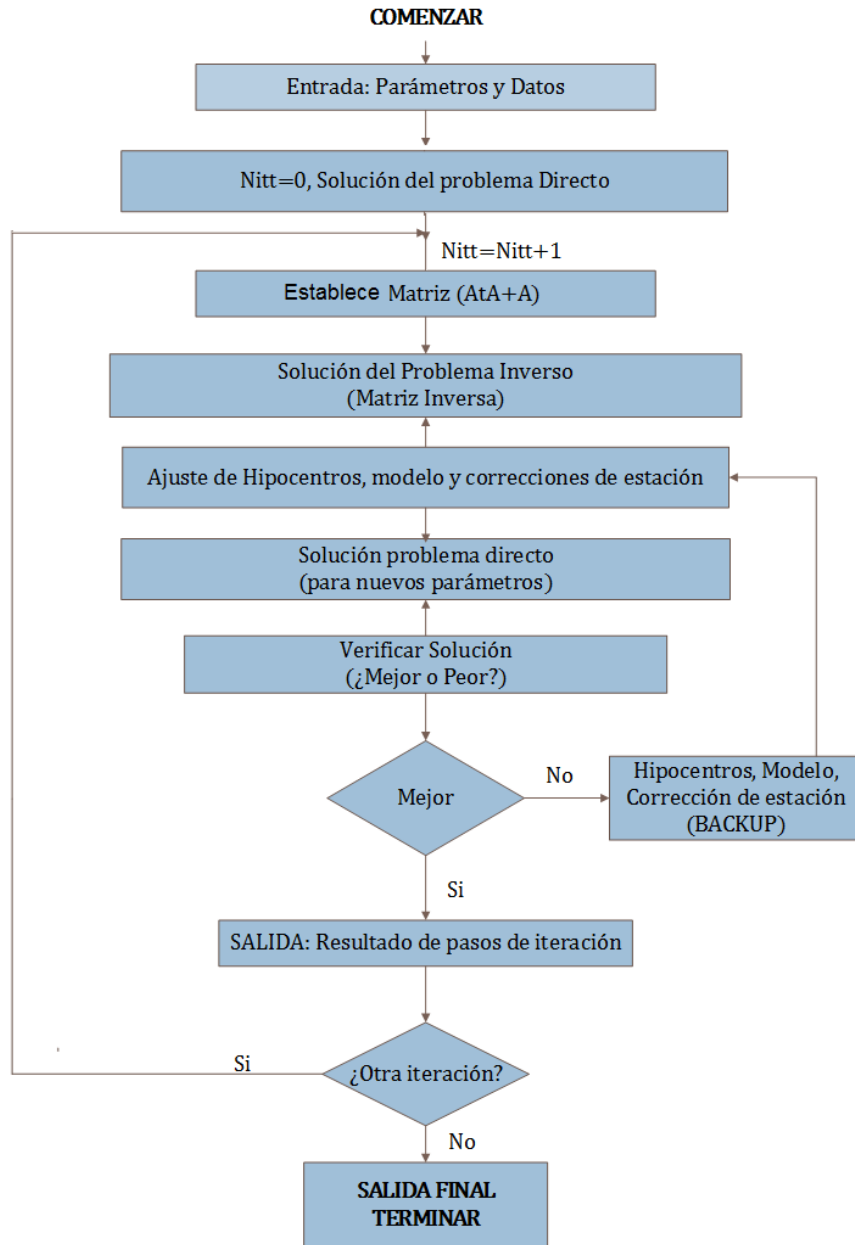 COMENZAR
Entrada: Parámetros y Datos
Nitt=0, Solución del problema Directo
Nitt=Nitt+1
Establece Matriz (AtA+A)
Solución del Problema Inverso
(Matriz Inversa)
Ajuste de Hipocentros, modelo y correcciones de estación
Solución problema directo
(para nuevos parámetros)
Verificar Solución
(¿Mejor o Peor?)
Mejor
No
Hipocentros, Modelo,
Corrección de estación
(BACKUP)
Si
SALIDA: Resultado de pasos de iteración
¿Otra iteración?
Si
No
SALIDA FINAL
TERMINAR